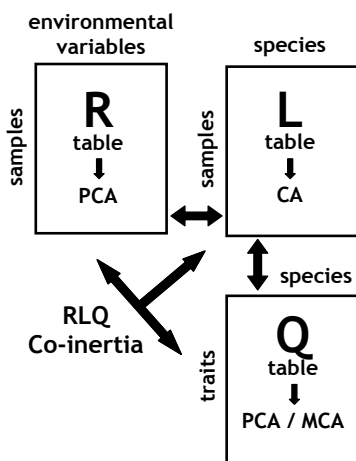 environmental
variables
species
samples
R
table
PCA
samples
L
table
CA
RLQ
Co-inertia
species
traits
Q
table
PCA / MCA